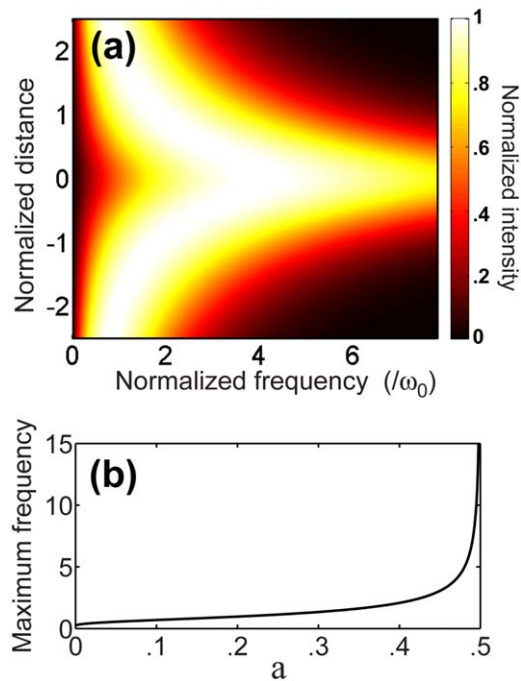 (a)
2
1
0
-1
-2
Normalized distance
0 2 4 6
Normalized frequency (/ω₀)
1
.8
.6
.4
.2
0
Normalized intensity
(b)
15
10
5
0
Maximum frequency
0 .1 .2 .3 .4 .5
a